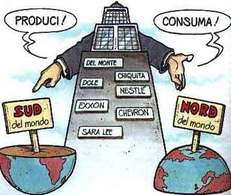 PRODUCI!
CONSUMA!
DEL MONTE
DOLE
CHIQUITA
NESTLÉ
EXXON
CHEVRON
SARA LEE
SUD
del mondo
NORD
del mondo